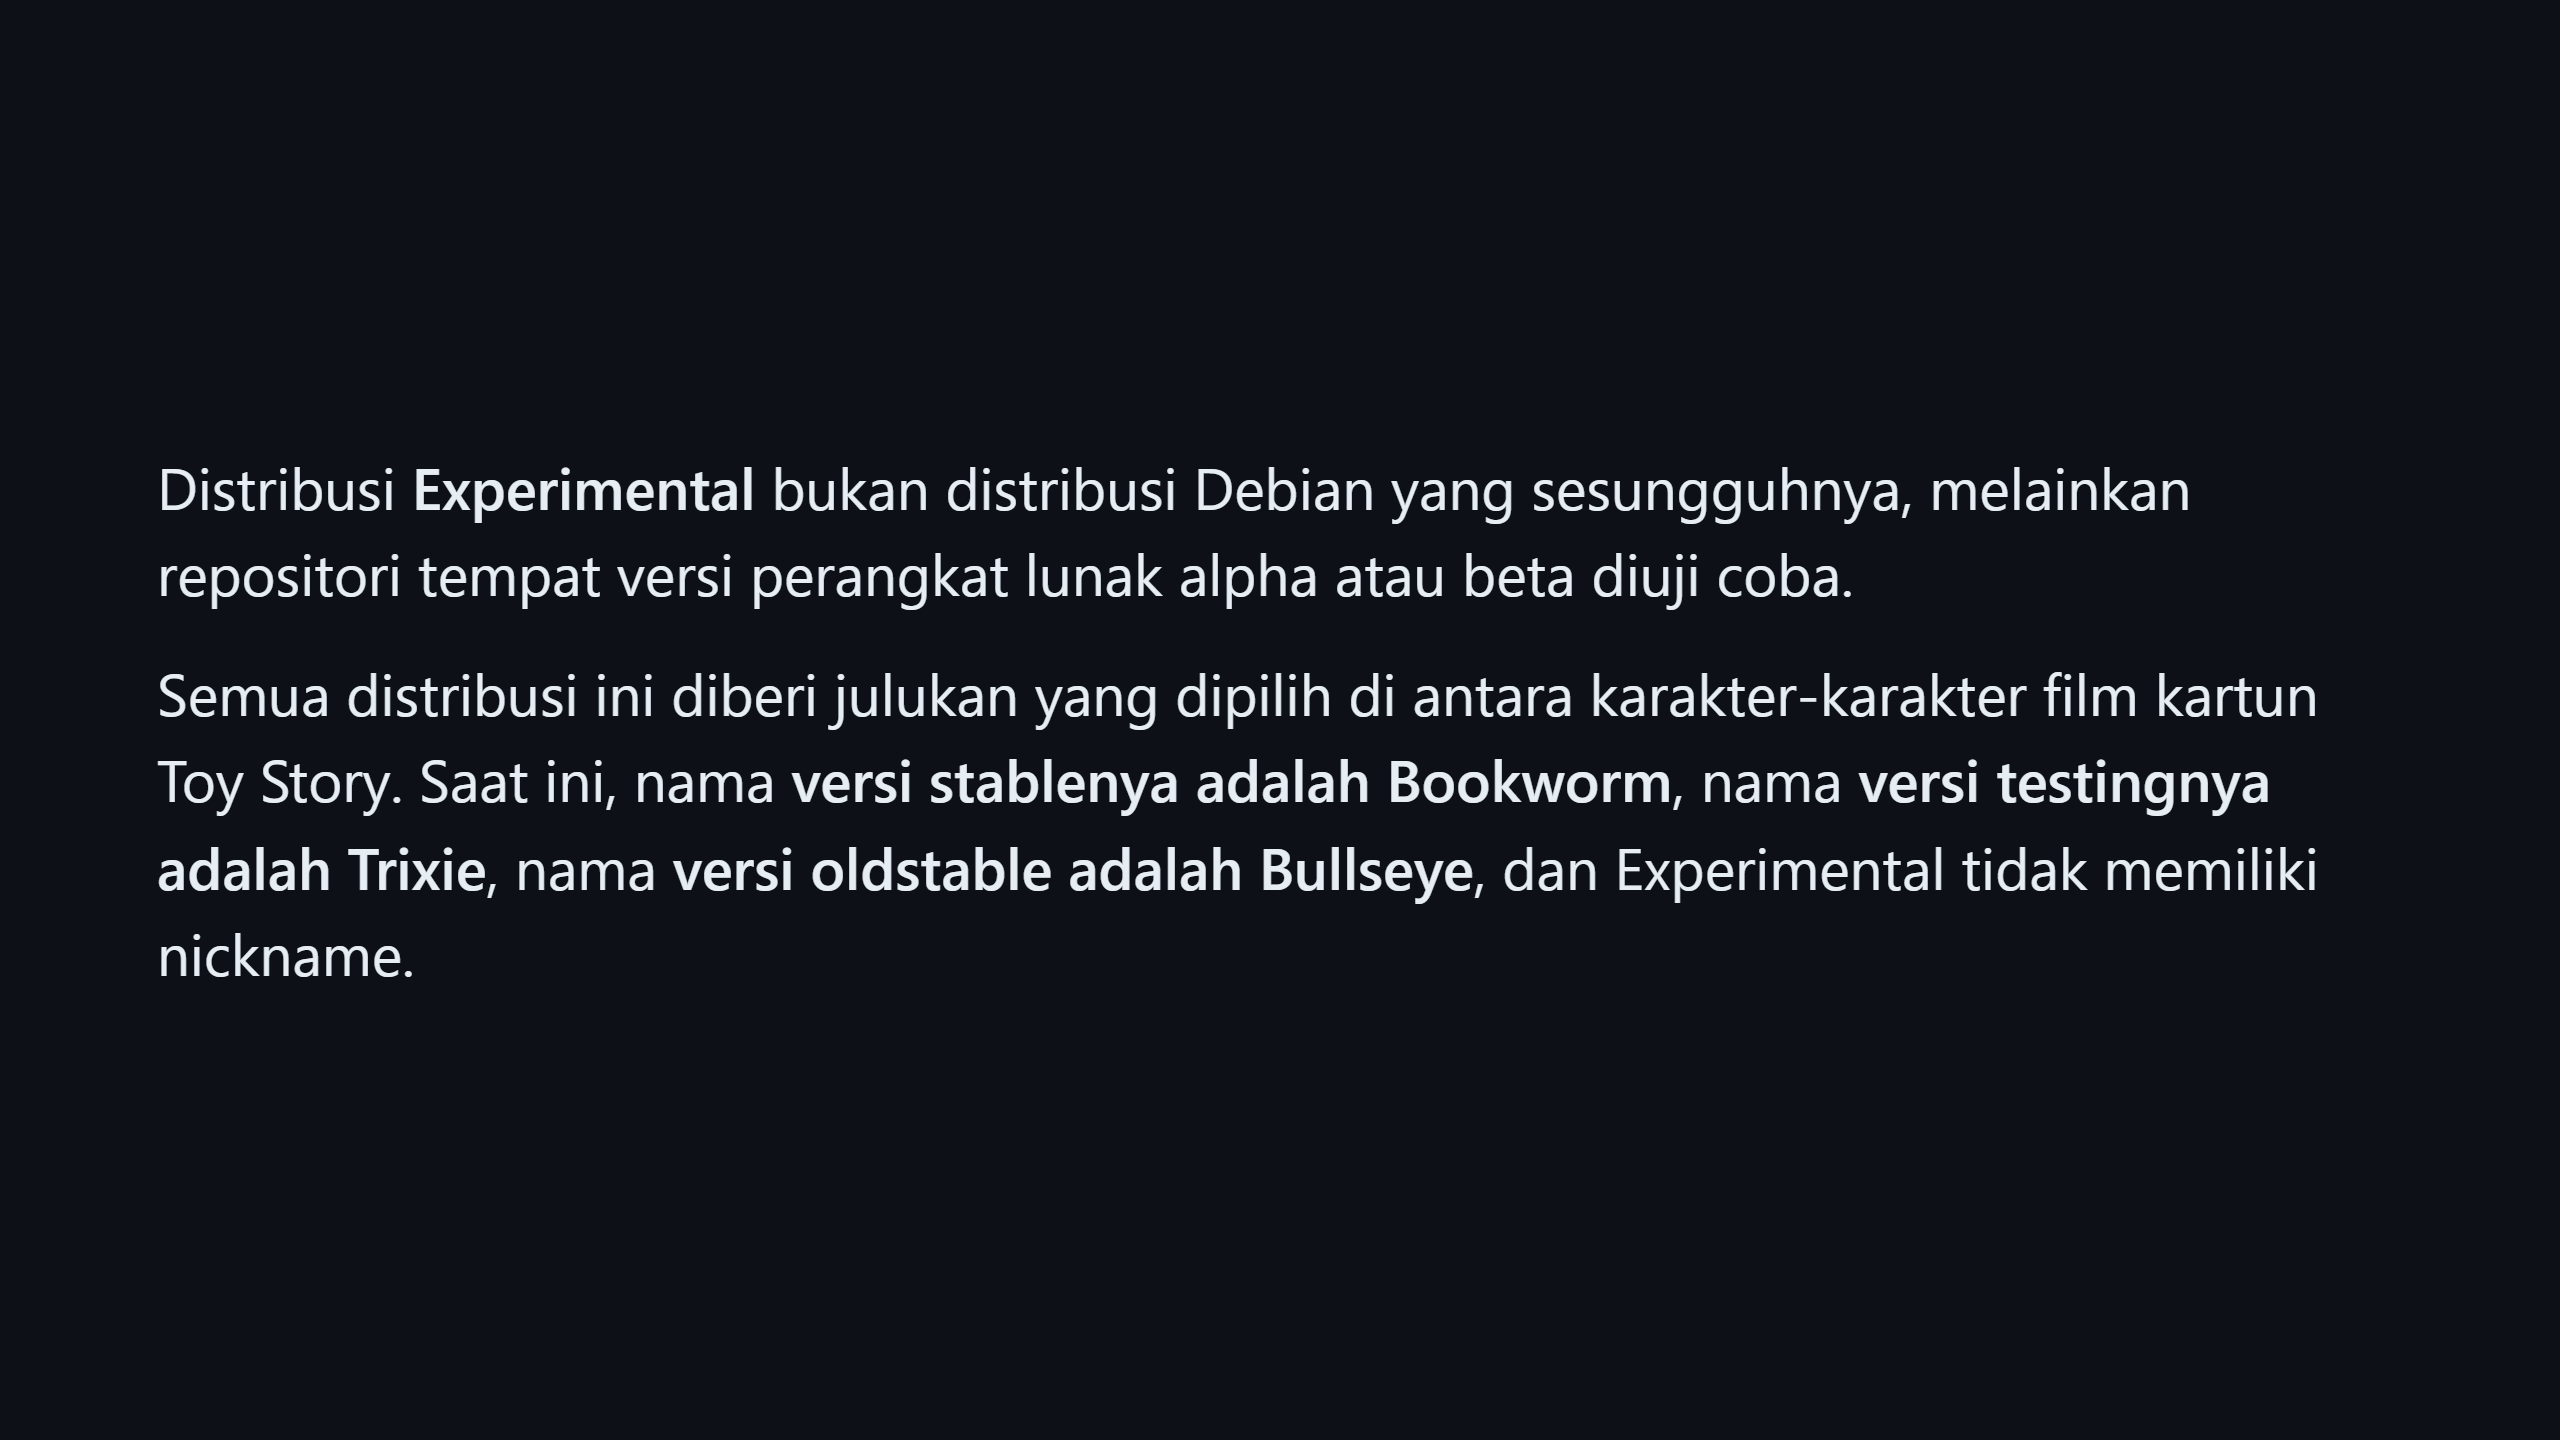 Distribusi Experimental bukan distribusi Debian yang sesungguhnya, melainkan
repositori tempat versi perangkat lunak alpha atau beta diuji coba.
Semua distribusi ini diberi julukan yang dipilih di antara karakter-karakter film kartun
Toy Story. Saat ini, nama versi stablenya adalah Bookworm, nama versi testingnya
adalah Trixie, nama versi oldstable adalah Bullseye, dan Experimental tidak memiliki
nickname.